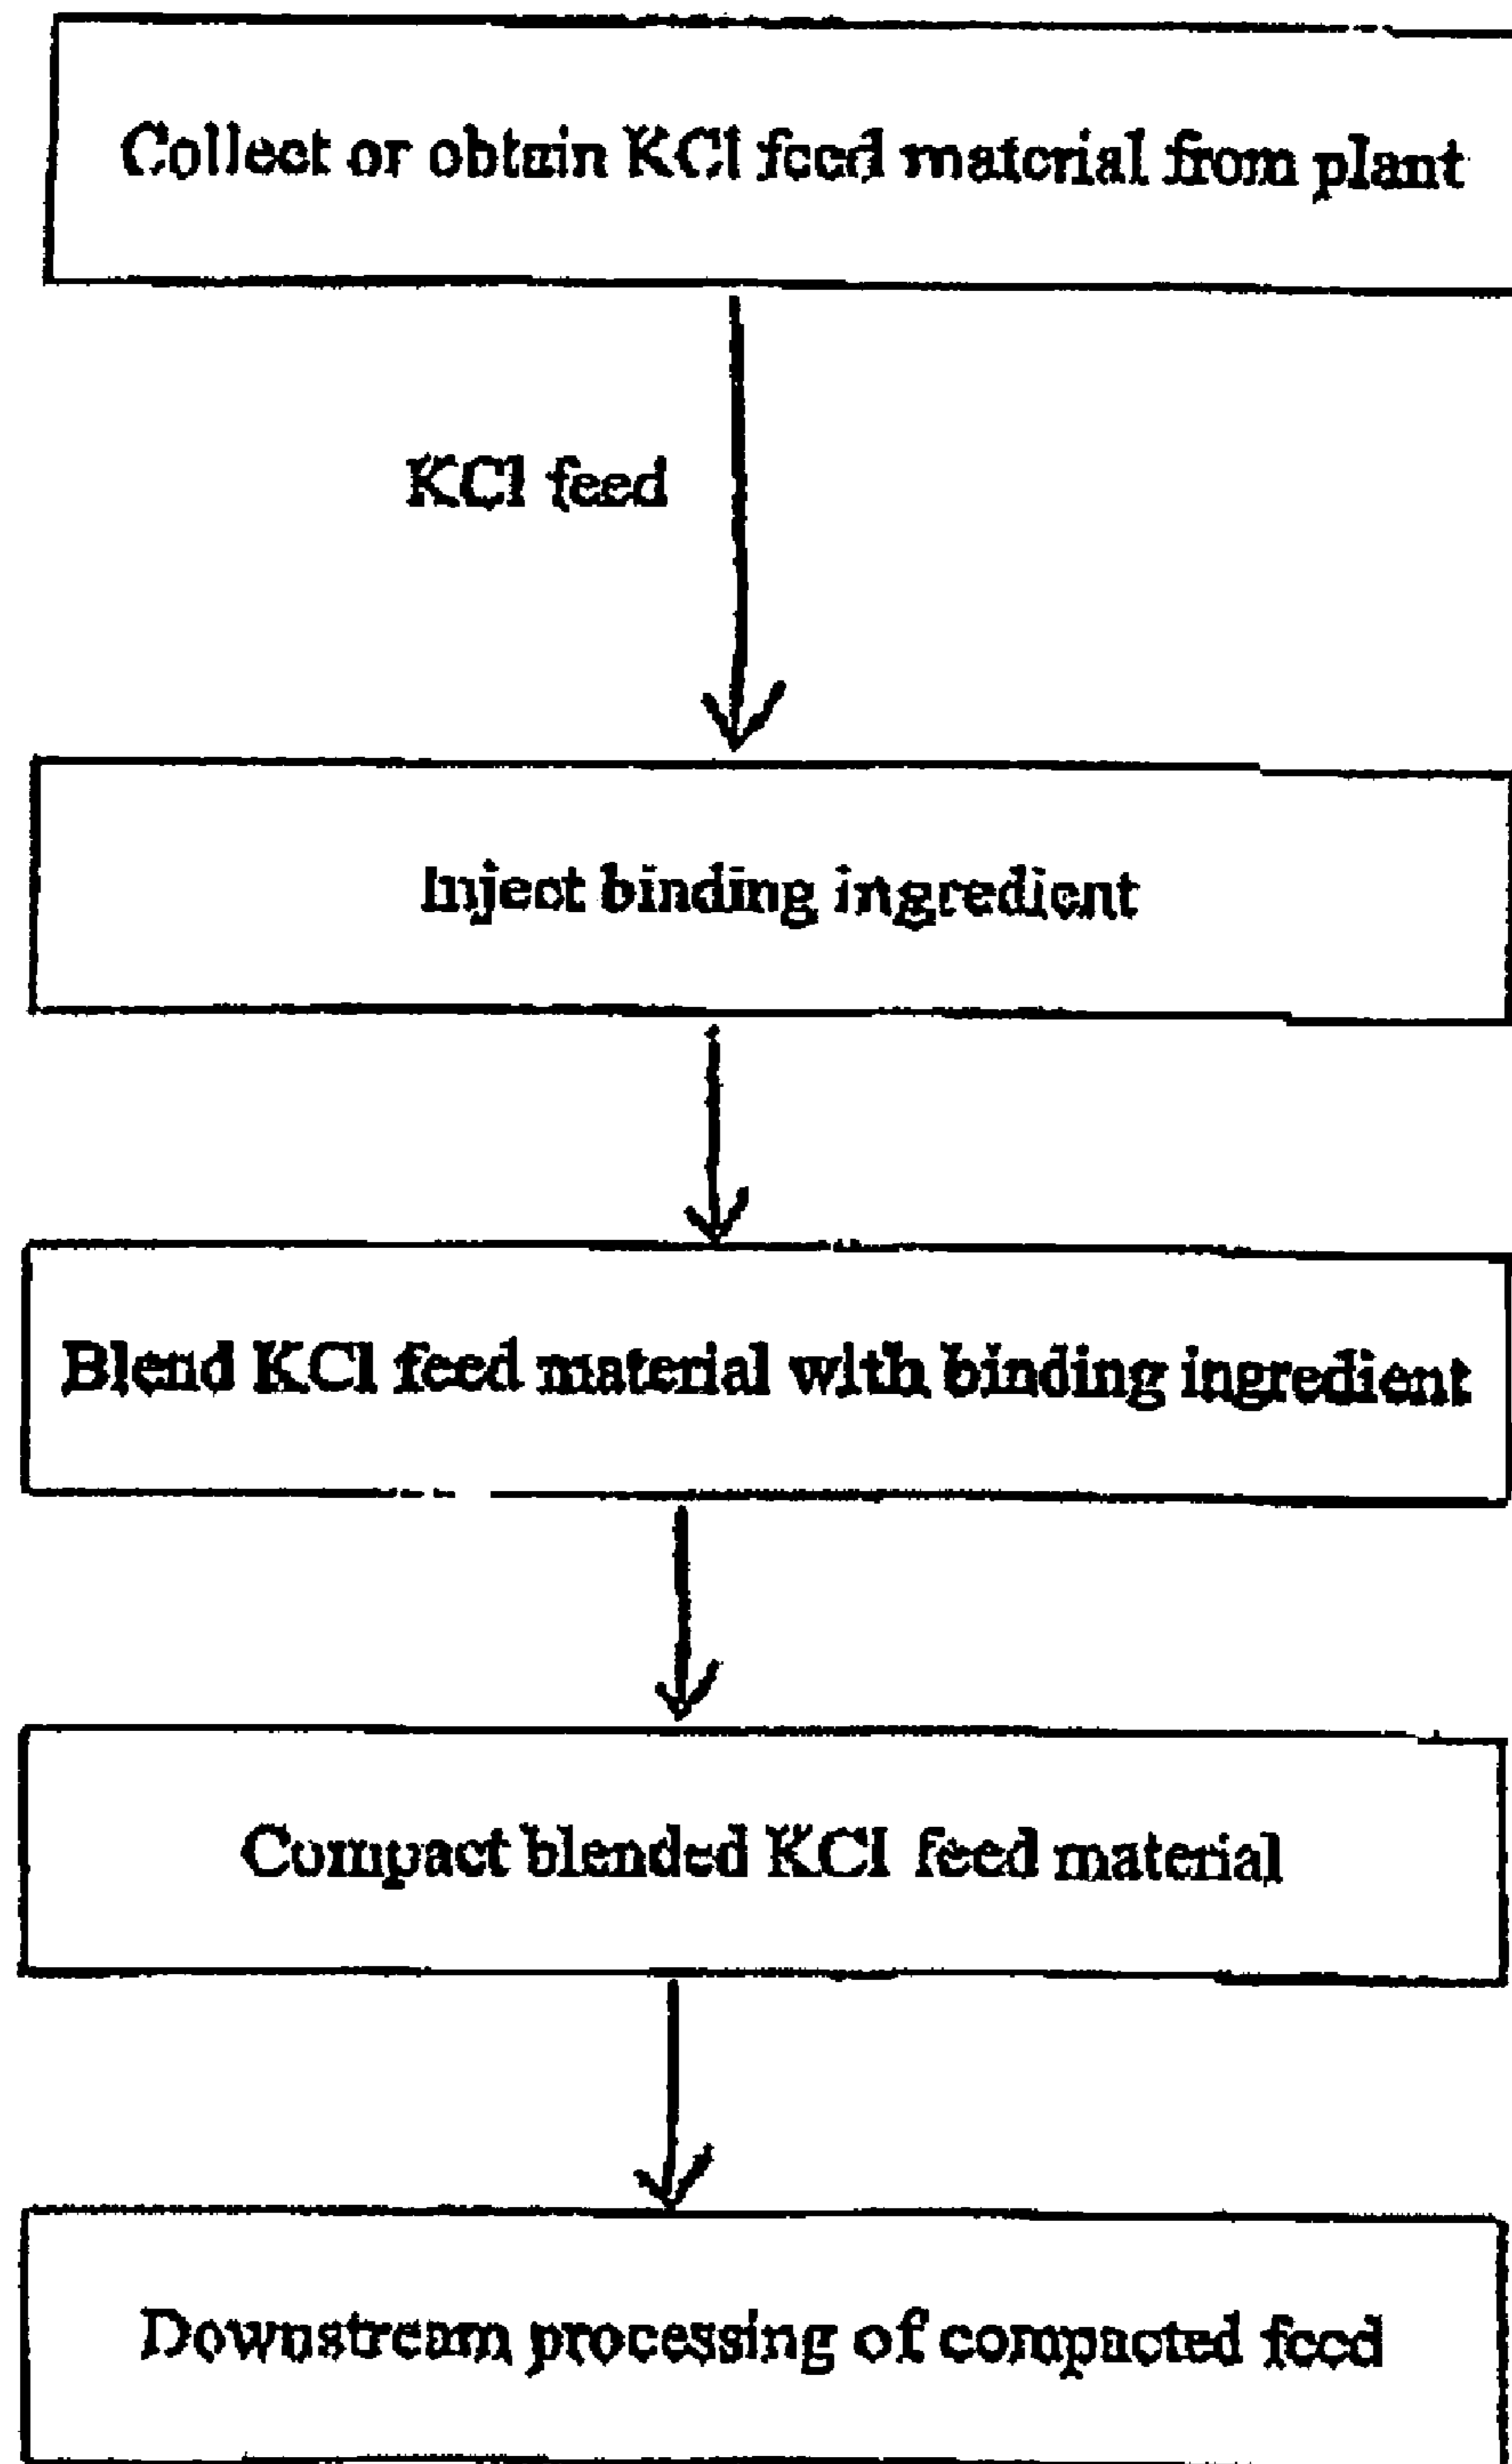 Collect or obtain KCl feed material from plant
KCl feed
Inject binding ingredient
Blend KCl feed material with binding ingredient
Compact blended KCl feed material
Downstream processing of compacted feed